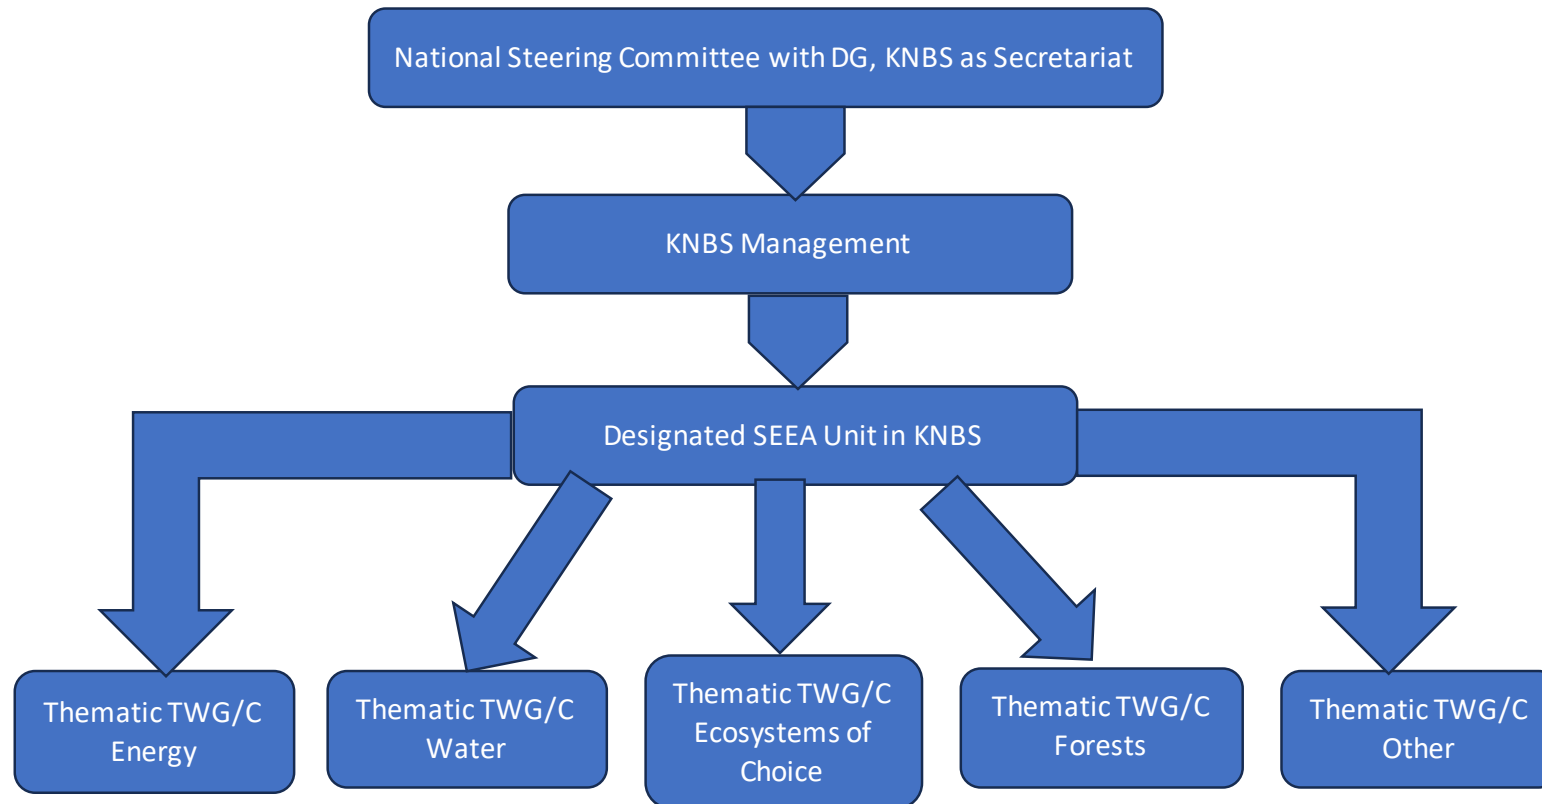 National Steering Committee with DG, KNBS as Secretariat
KNBS Management
Designated SEEA Unit in KNBS
Thematic TWG/C
Energy
Thematic TWG/C
Water
Thematic TWG/C
Ecosystems of
Choice
Thematic TWG/C
Forests
Thematic TWG/C
Other